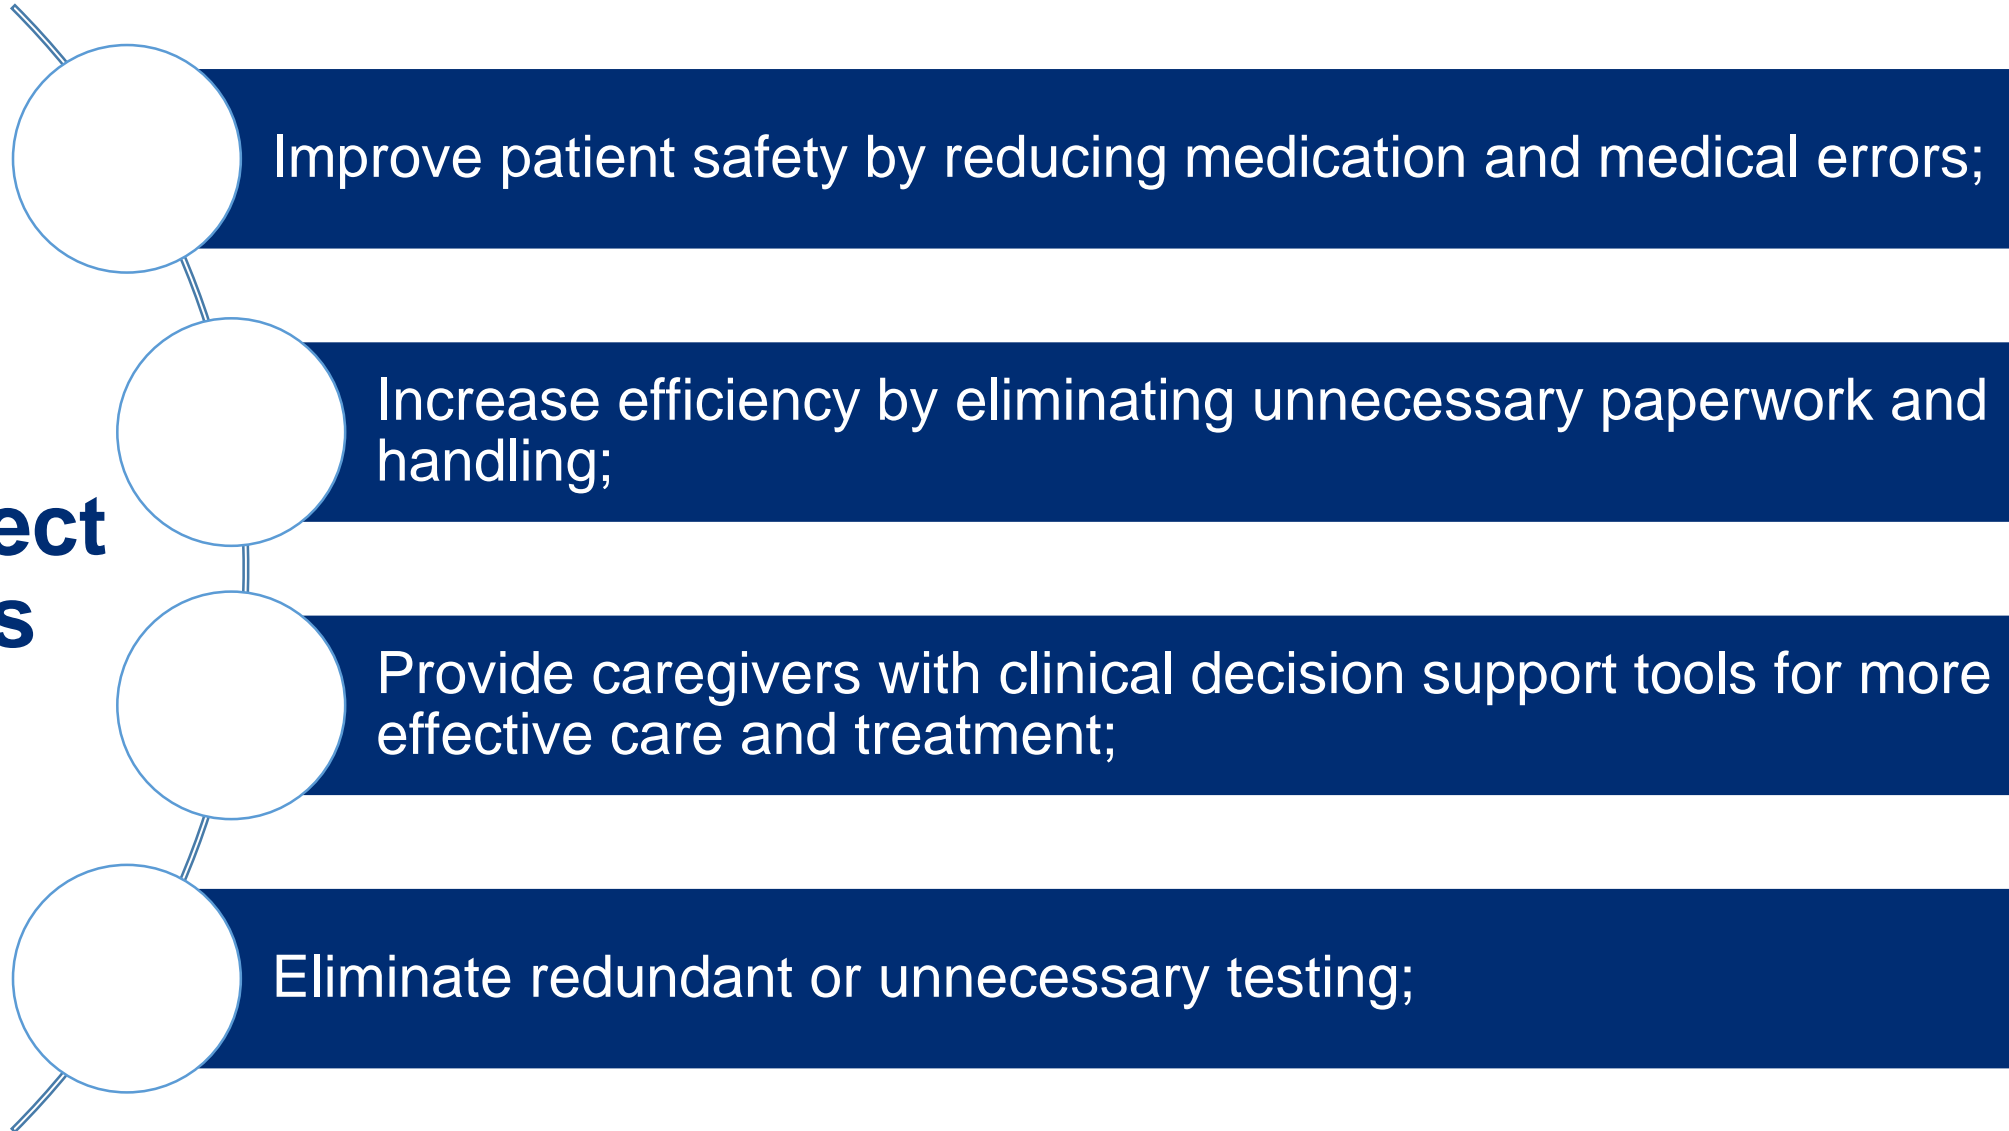 Improve patient safety by reducing medication and medical errors;
Increase efficiency by eliminating unnecessary paperwork and
handling;
Provide caregivers with clinical decision support tools for more
effective care and treatment;
Eliminate redundant or unnecessary testing;